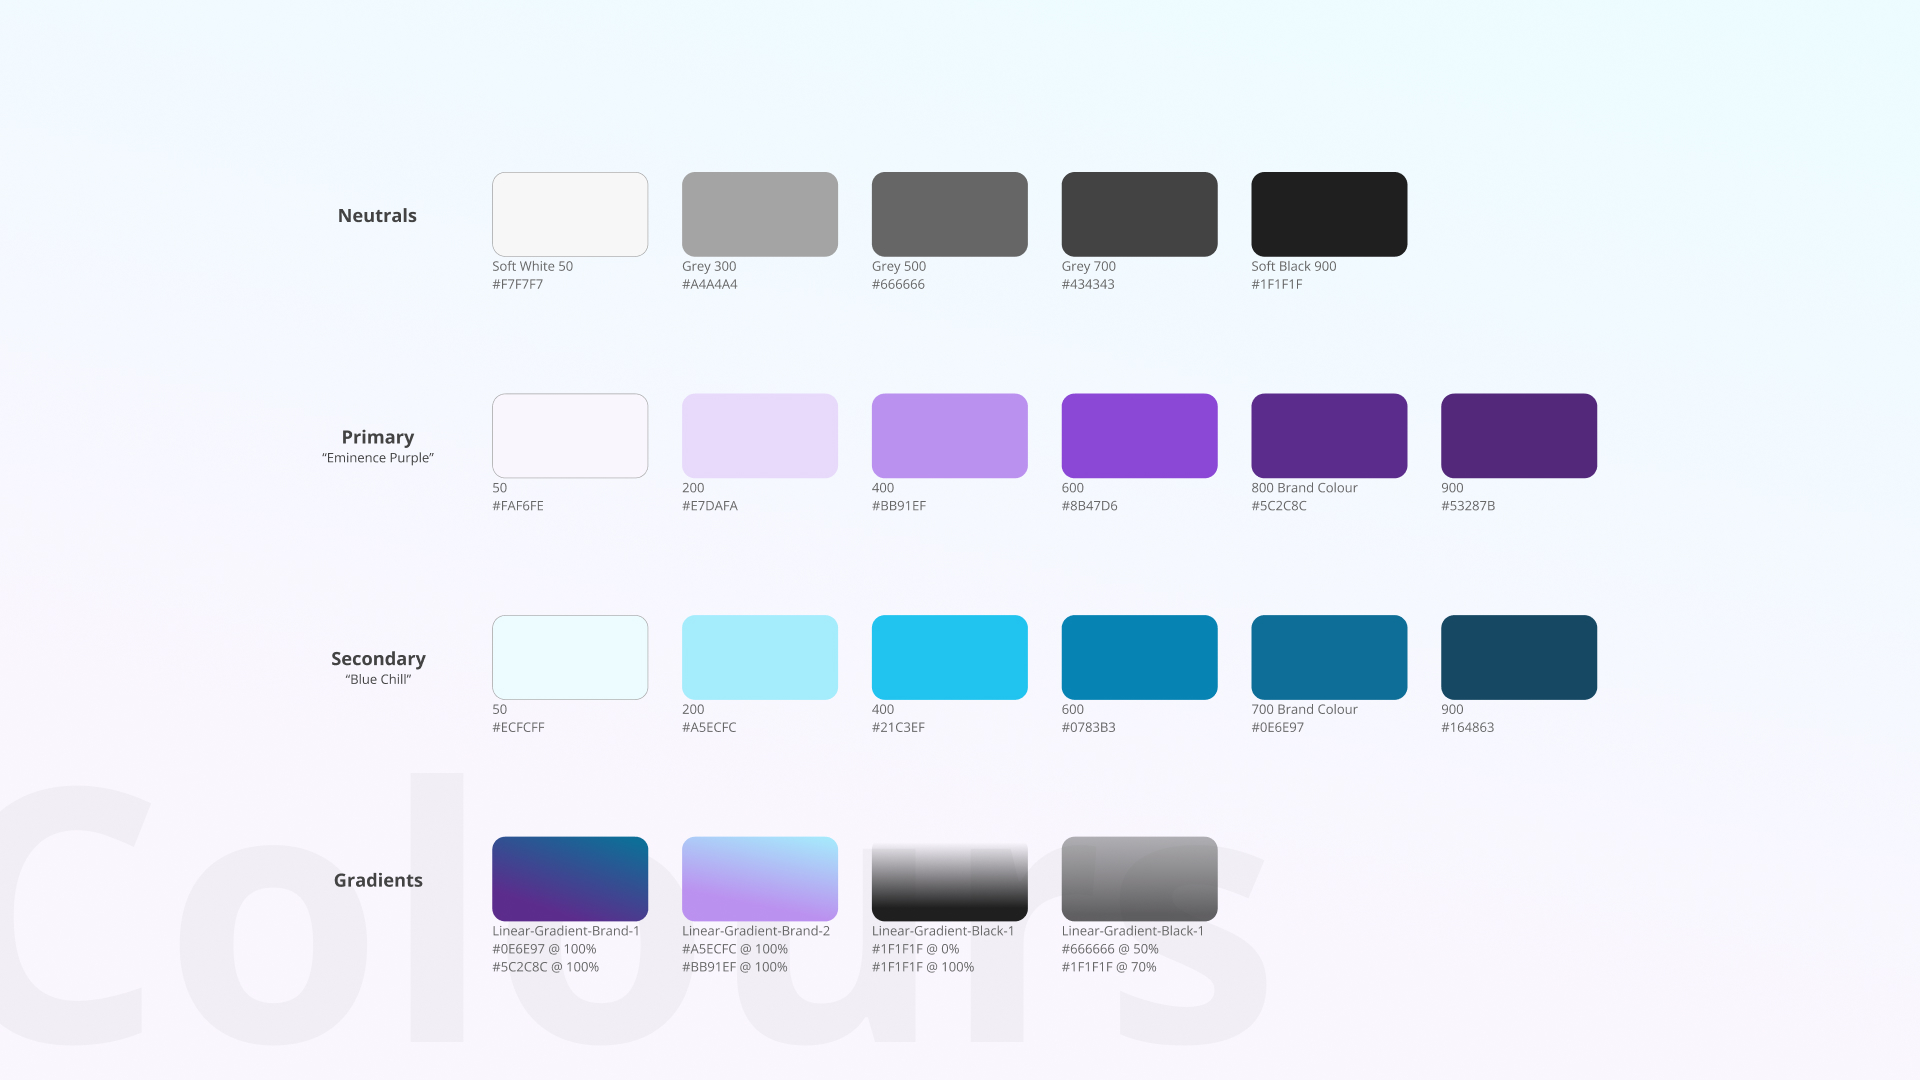 Neutrals
Soft White 50
#F7F7F7
Grey 300
#A4A4A4
Grey 500
#666666
Grey 700
#434343
Soft Black 900
#1F1F1F
Primary
“Eminence Purple”
50
#FAF6FE
200
#E7DAFA
400
#BB91EF
600
#8B47D6
800 Brand Colour
#5C2C8C
900
#53287B
Secondary
“Blue Chill”
50
#ECFCFF
200
#A5ECFC
400
#21C3EF
600
#0783B3
700 Brand Colour
#0E6E97
900
#164863
Gradients
Linear-Gradient-Brand-1
#0E6E97 @ 100%
#5C2C8C @ 100%
Linear-Gradient-Brand-2
#A5ECFC @ 100%
#BB91EF @ 100%
Linear-Gradient-Black-1
#1F1F1F @ 0%
#1F1F1F @ 100%
Linear-Gradient-Black-1
#666666 @ 50%
#1F1F1F @ 70%
Colours